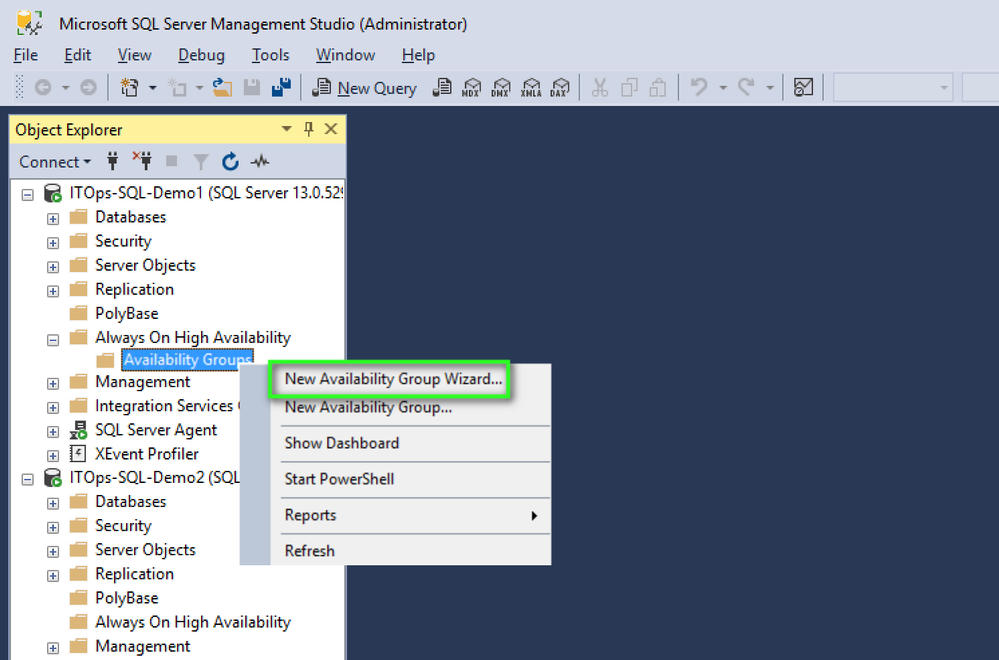 Microsoft SQL Server Management Studio (Administrator)
File Edit View Debug Tools Window Help
New Query MDX DMX XMLA DAX
Object Explorer
Connect
ITOps-SQL-Demo1 (SQL Server 13.0.529
Databases
Security
Server Objects
Replication
PolyBase
Always On High Availability
Availability Groups
New Availability Group Wizard...
Management
New Availability Group...
Integration Services
SQL Server Agent
Show Dashboard
XEvent Profiler
ITOps-SQL-Demo2 (SQL
Start PowerShell
Databases
Reports
Security
Server Objects
Refresh
Replication
PolyBase
Always On High Availability
Management